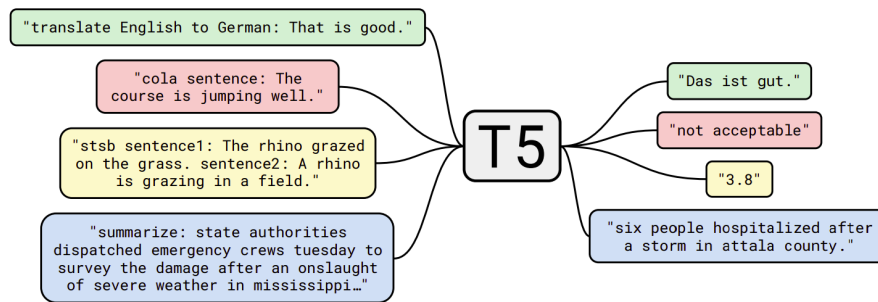 "translate English to German: That is good."
"cola sentence: The
course is jumping well."
"stsb sentence1: The rhino grazed
on the grass. sentence2: A rhino
is grazing in a field."
"summarize: state authorities
dispatched emergency crews tuesday to
survey the damage after an onslaught
of severe weather in mississippi…"
T5
"Das ist gut."
"not acceptable"
"3.8"
"six people hospitalized after
a storm in attala county."